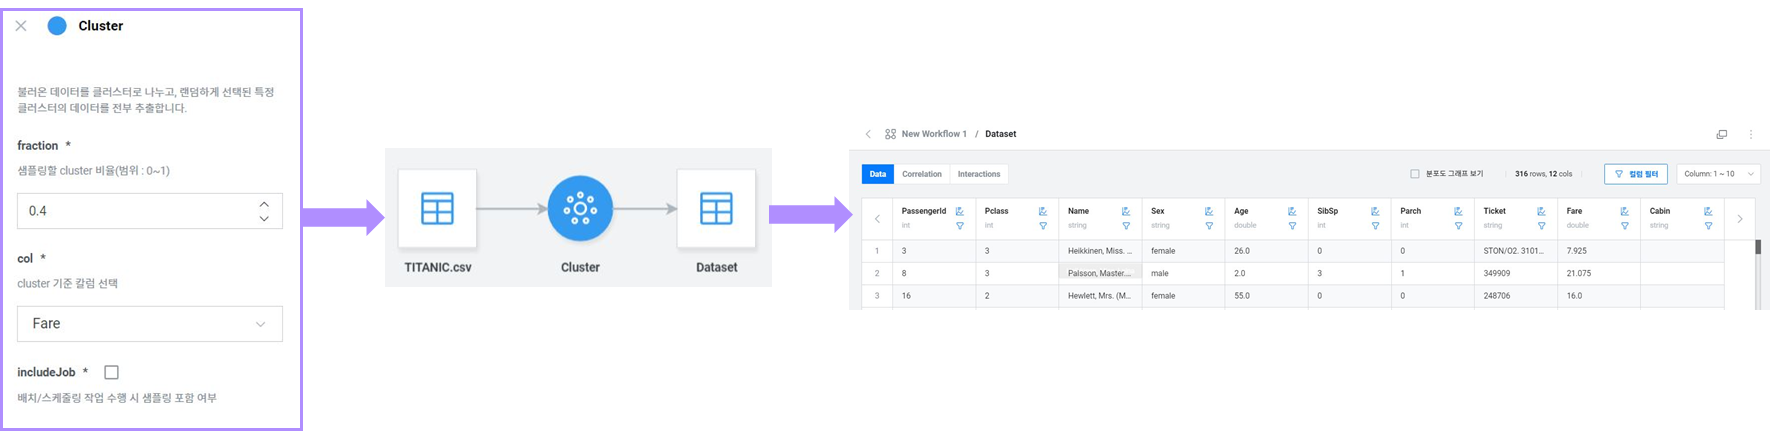 Cluster
불러온 데이터를 클러스터로 나누고, 랜덤하게 선택된 특정
클러스터의 데이터를 전부 추출합니다.
fraction *
샘플링할 cluster 비율(범위 : 0~1)
0.4
col *
cluster 기준 칼럼 선택
Fare
includeJob *
배치/스케줄링 작업 수행 시 샘플링 포함 여부
TITANIC.csv Cluster Dataset
New Workflow 1 / Dataset
Data Correlation Interactions 분포도 그래프 보기 316 rows, 12 cols 컬럼 필터 Column: 1 ~ 10
PassengerId Pclass Name Sex Age SibSp Parch Ticket Fare Cabin
int int string string double int int string double string
1 3 3 Heikkinen, Miss. ... female 26.0 0 0 STON/O2. 3101... 7.925
2 8 3 Palsson, Master.... male 2.0 3 1 349909 21.075
3 16 2 Hewlett, Mrs. (M... female 55.0 0 0 248706 16.0